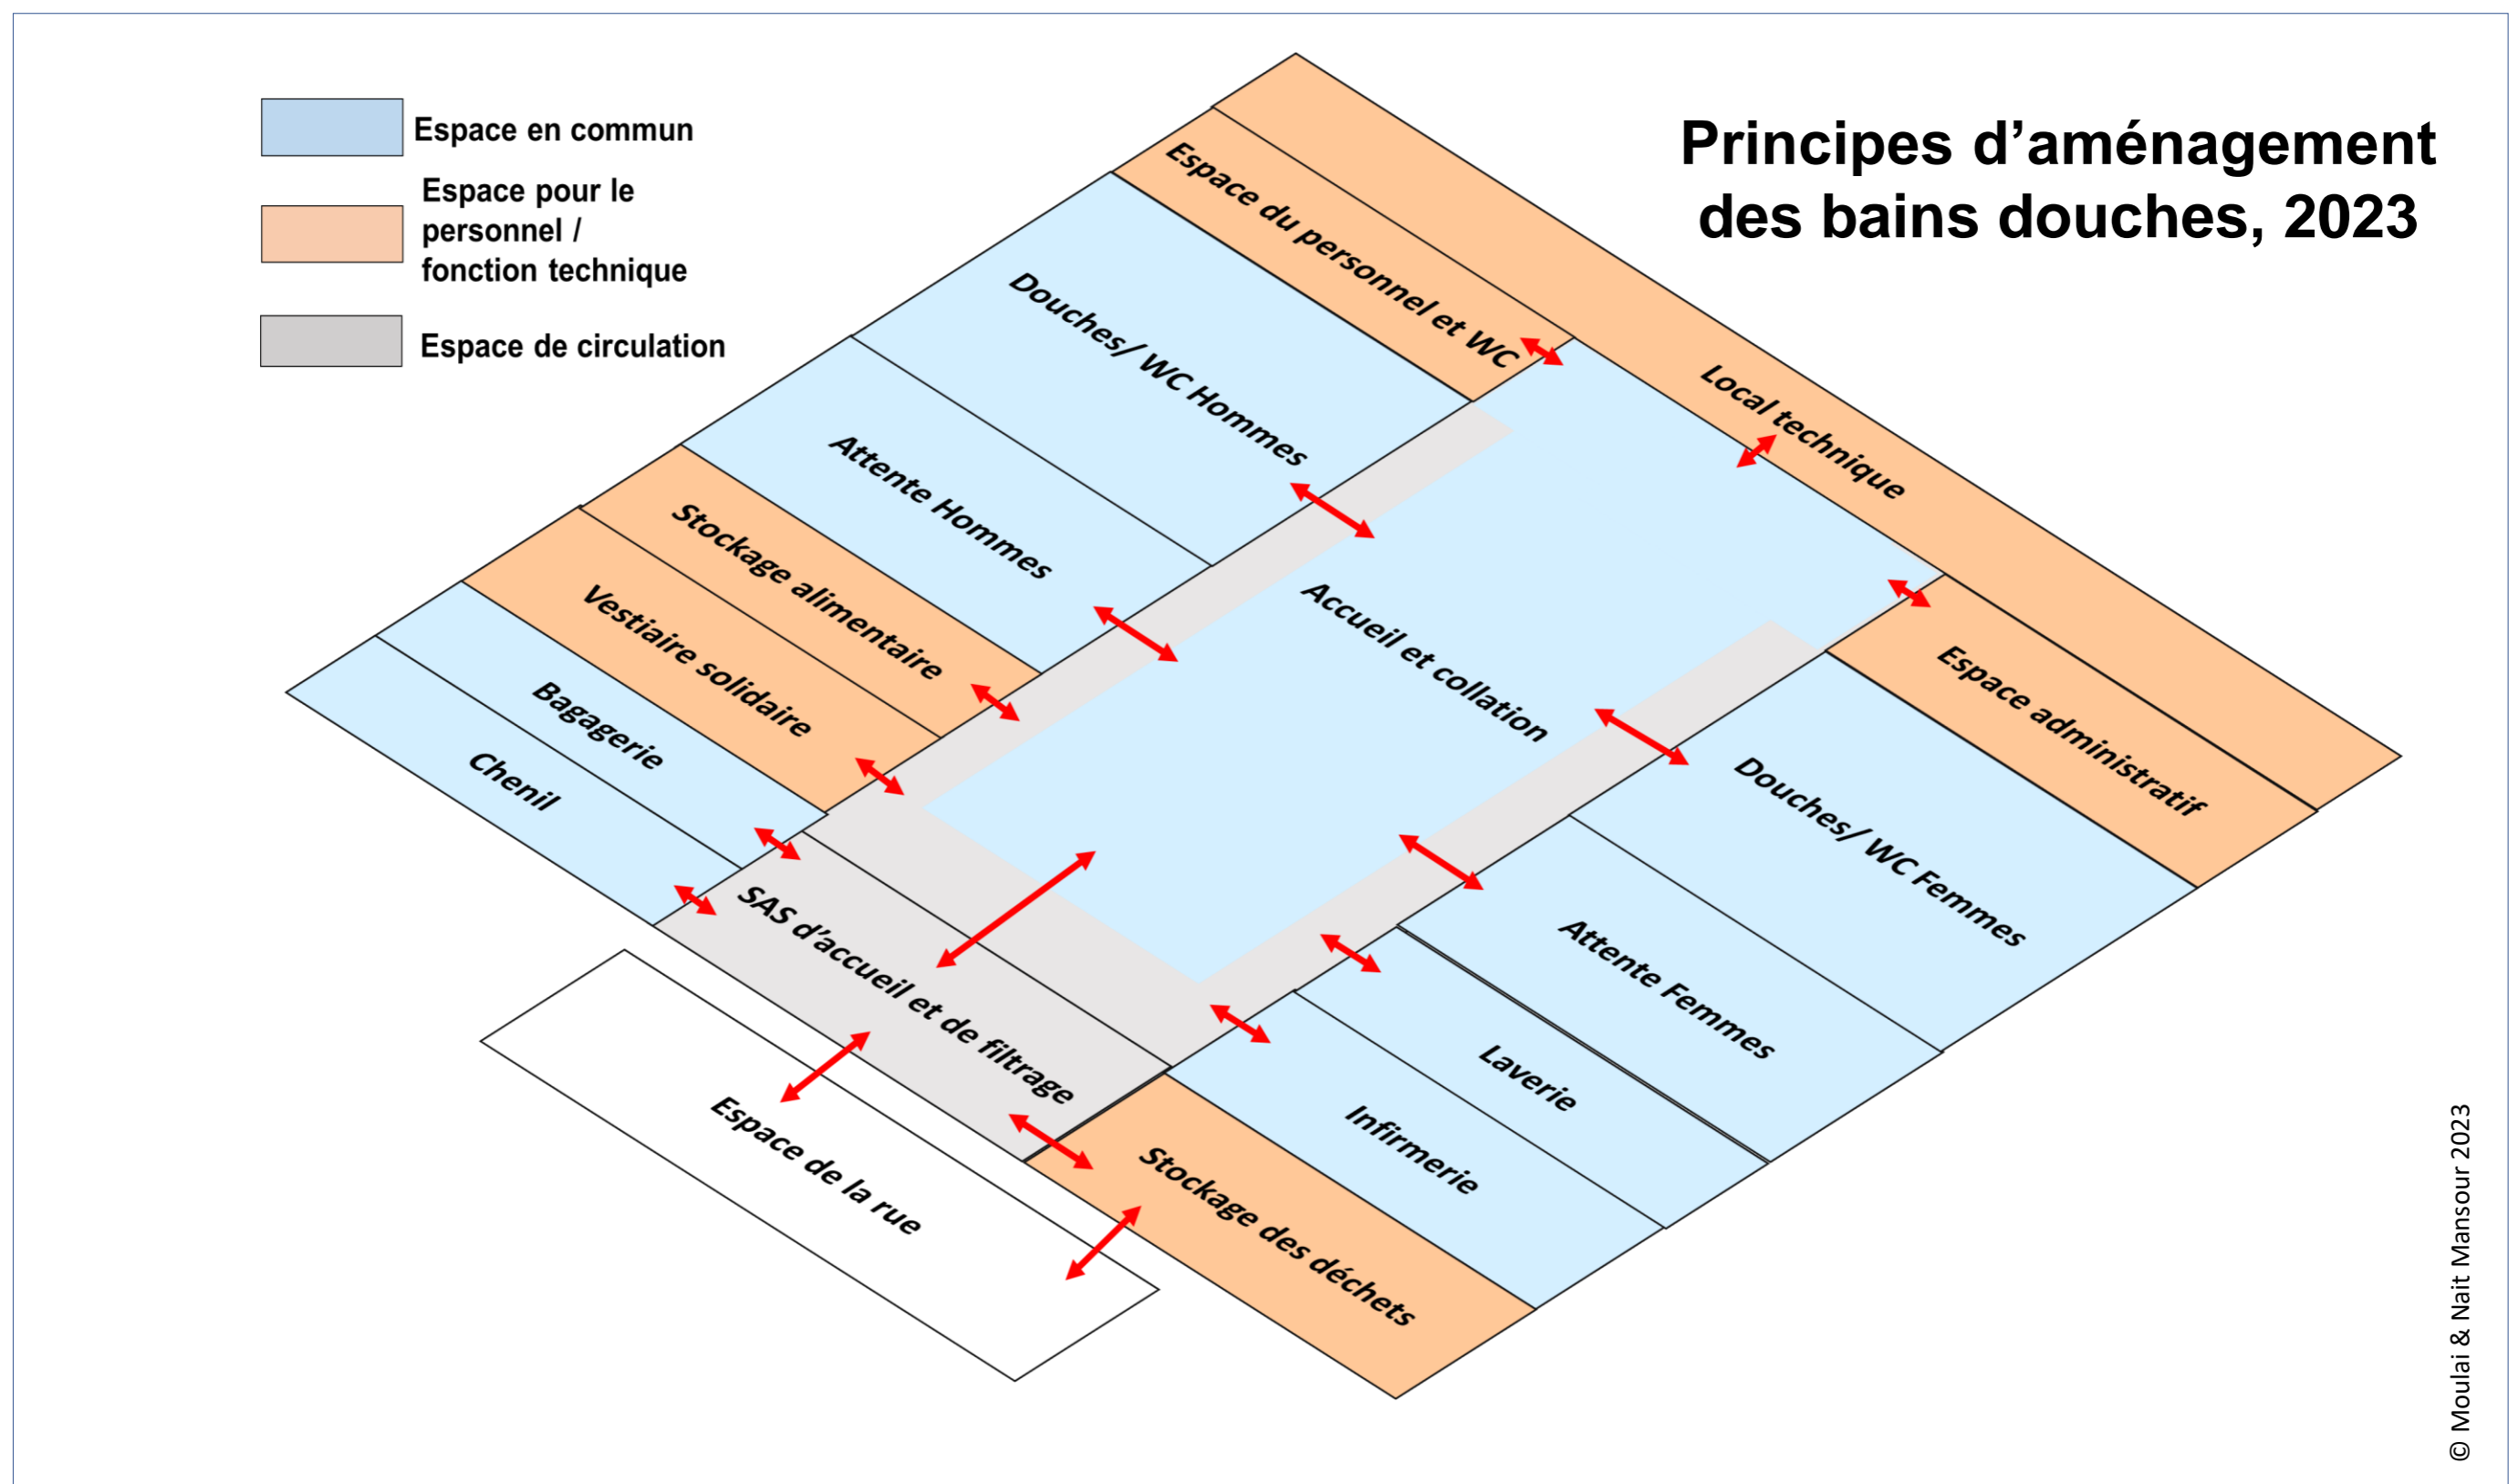 Principes d’aménagement
des bains douches, 2023
Espace en commun
Espace pour le
personnel /
fonction technique
Espace de circulation
Espace du personnel et WC
Local technique
Douches/ WC Hommes
Attente Hommes
Stockage alimentaire
Vestiaire solidaire
Bagagerie
Chenil
Accueil et collation
Espace administratif
Douches/ WC Femmes
Attente Femmes
Laverie
Infirmerie
Stockage des déchets
SAS d’accueil et de filtrage
Espace de la rue
© Moulai & Nait Mansour 2023